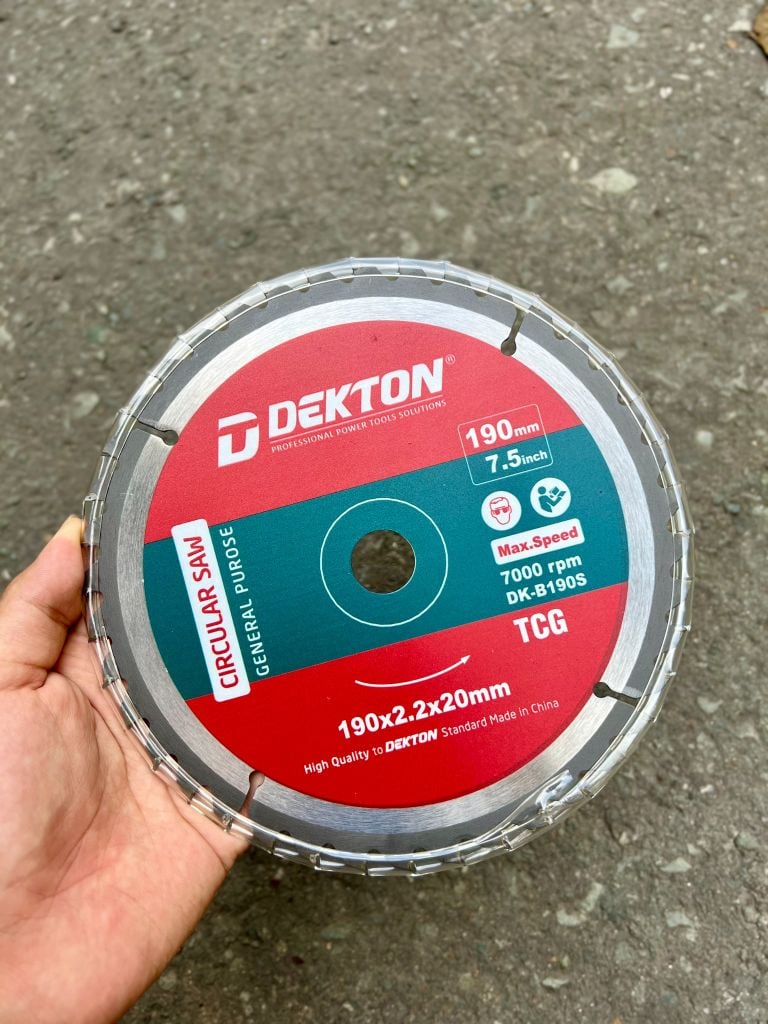 DEKTON®
PROFESSIONAL POWER TOOLS SOLUTIONS
190mm
7.5inch
CIRCULAR SAW
GENERAL PUROSE
Max.Speed
7000 rpm
DK-B190S
TCG
190x2.2x20mm
High Quality to DEKTON Standard Made in China